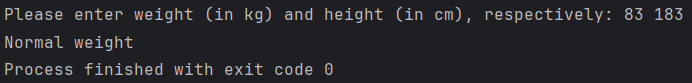 Please enter weight (in kg) and height (in cm), respectively: 83 183
Normal weight
Process finished with exit code 0